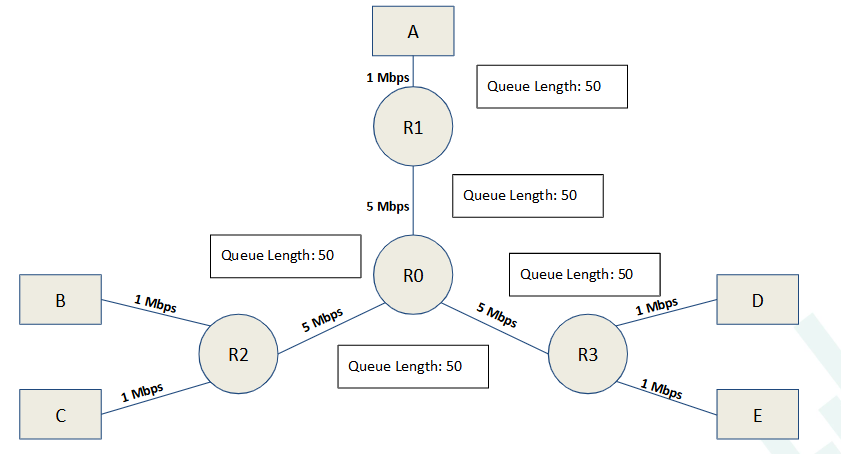 A
1 Mbps
Queue Length: 50
R1
5 Mbps
Queue Length: 50
Queue Length: 50
R0
Queue Length: 50
B
1 Mbps
5 Mbps
5 Mbps
1 Mbps
D
R2
Queue Length: 50
R3
C
1 Mbps
1 Mbps
E